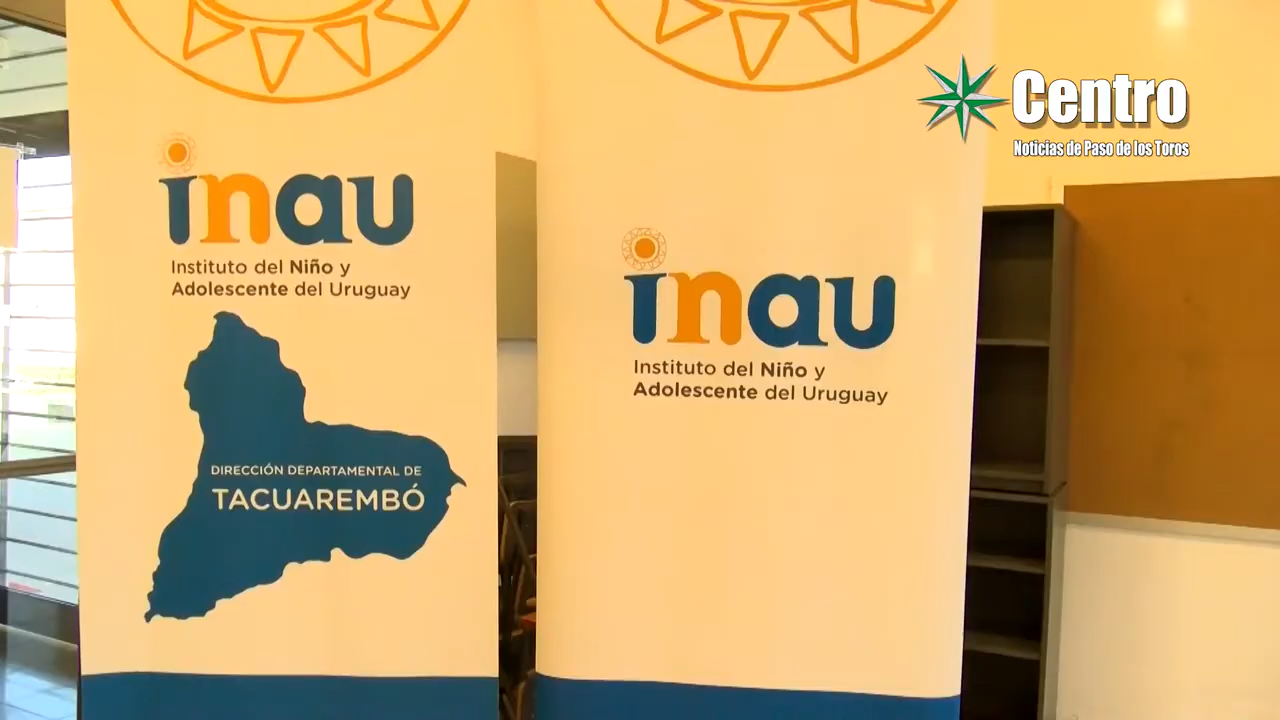 inau
Instituto del Niño y
Adolescente del Uruguay
DIRECCIÓN DEPARTAMENTAL DE
TACUAREMBÓ
inau
Instituto del Niño y
Adolescente del Uruguay
Centro
Noticias de Paso de los Toros